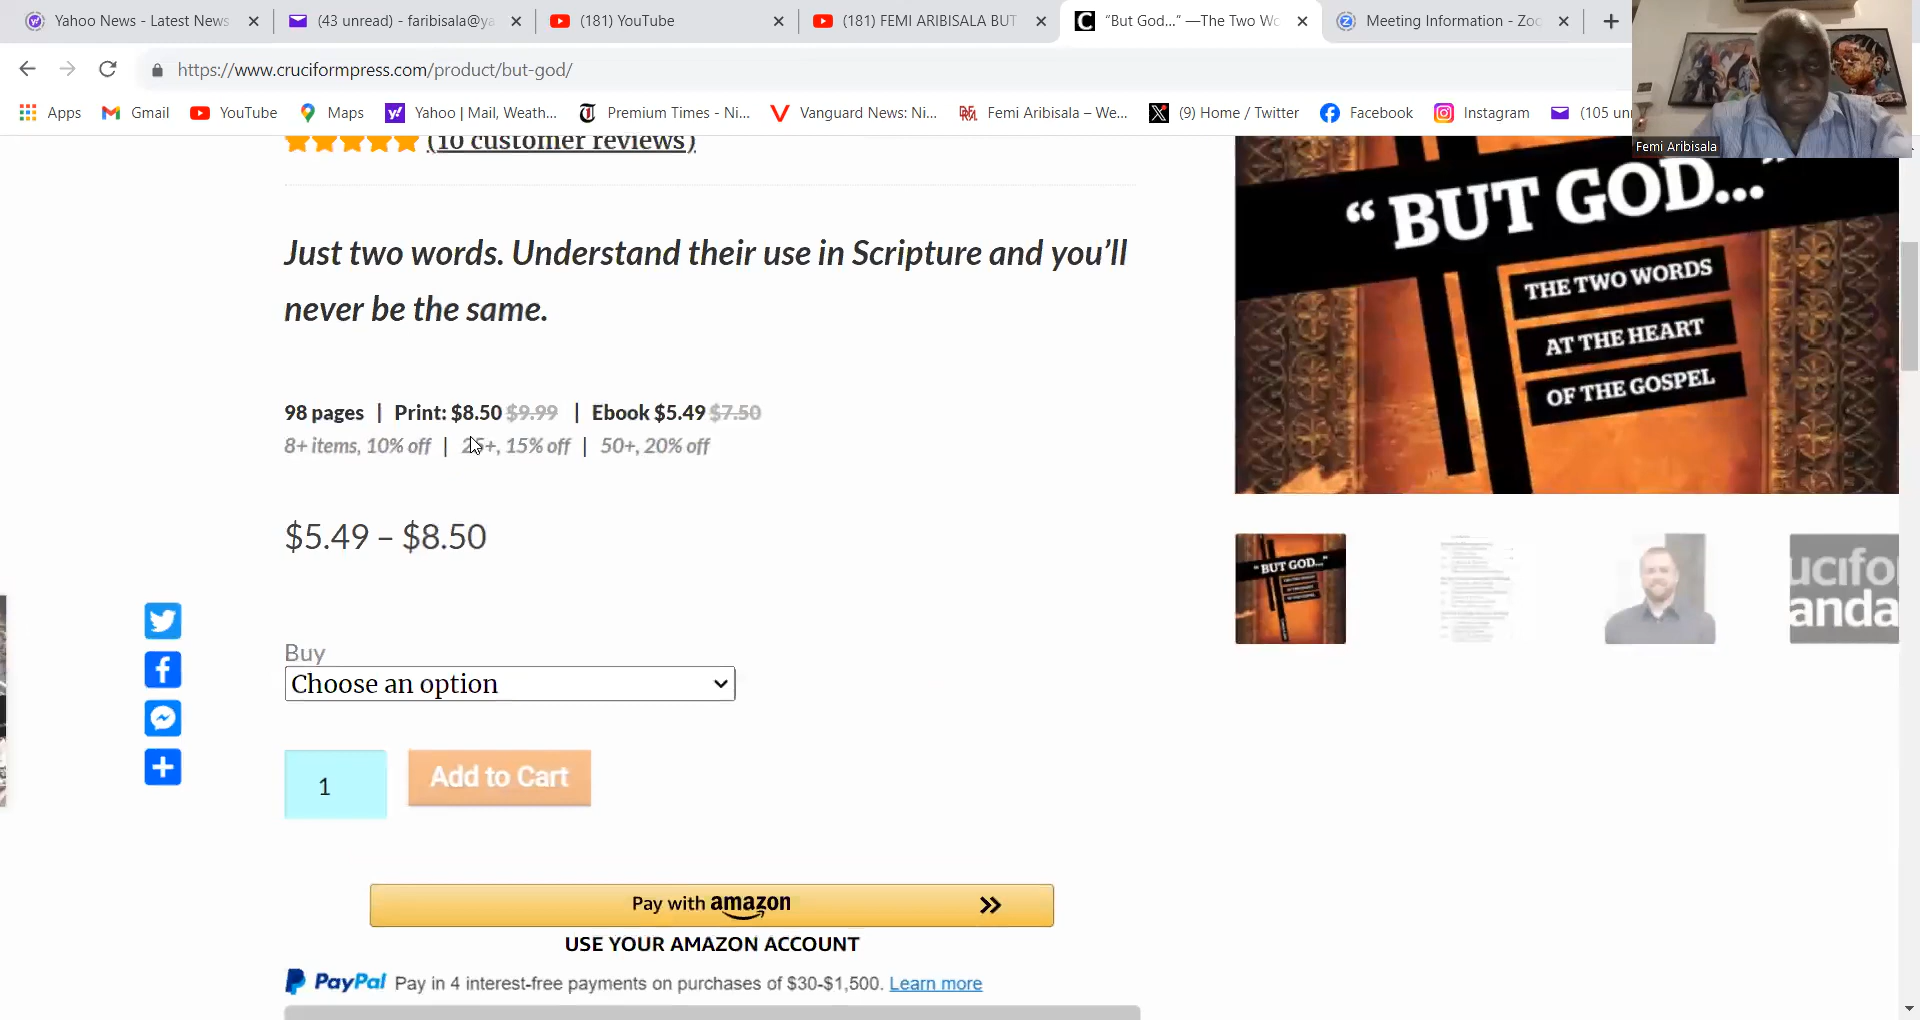 Yahoo News - Latest News
(43 unread) - faribisala@ya
(181) YouTube
(181) FEMI ARIBISALA BUT
"But God..." —The Two Wo
Meeting Information - Zoo
https://www.cruciformpress.com/product/but-god/
Apps
Gmail
YouTube
Maps
Yahoo | Mail, Weath...
Premium Times - Ni...
Vanguard News: Ni...
Femi Aribisala – We...
(9) Home / Twitter
Facebook
Instagram
(105 un
Femi Aribisala
(10 customer reviews)
Just two words. Understand their use in Scripture and you'll
never be the same.
98 pages | Print: $8.50 $9.99 | Ebook $5.49 $7.50
8+ items, 10% off | 25+, 15% off | 50+, 20% off
$5.49 – $8.50
Buy
Choose an option
1
Add to Cart
Pay with amazon
USE YOUR AMAZON ACCOUNT
PayPal Pay in 4 interest-free payments on purchases of $30-$1,500. Learn more
"BUT GOD..."
THE TWO WORDS
AT THE HEART
OF THE GOSPEL
"BUT GOD..."
ucifo
anda